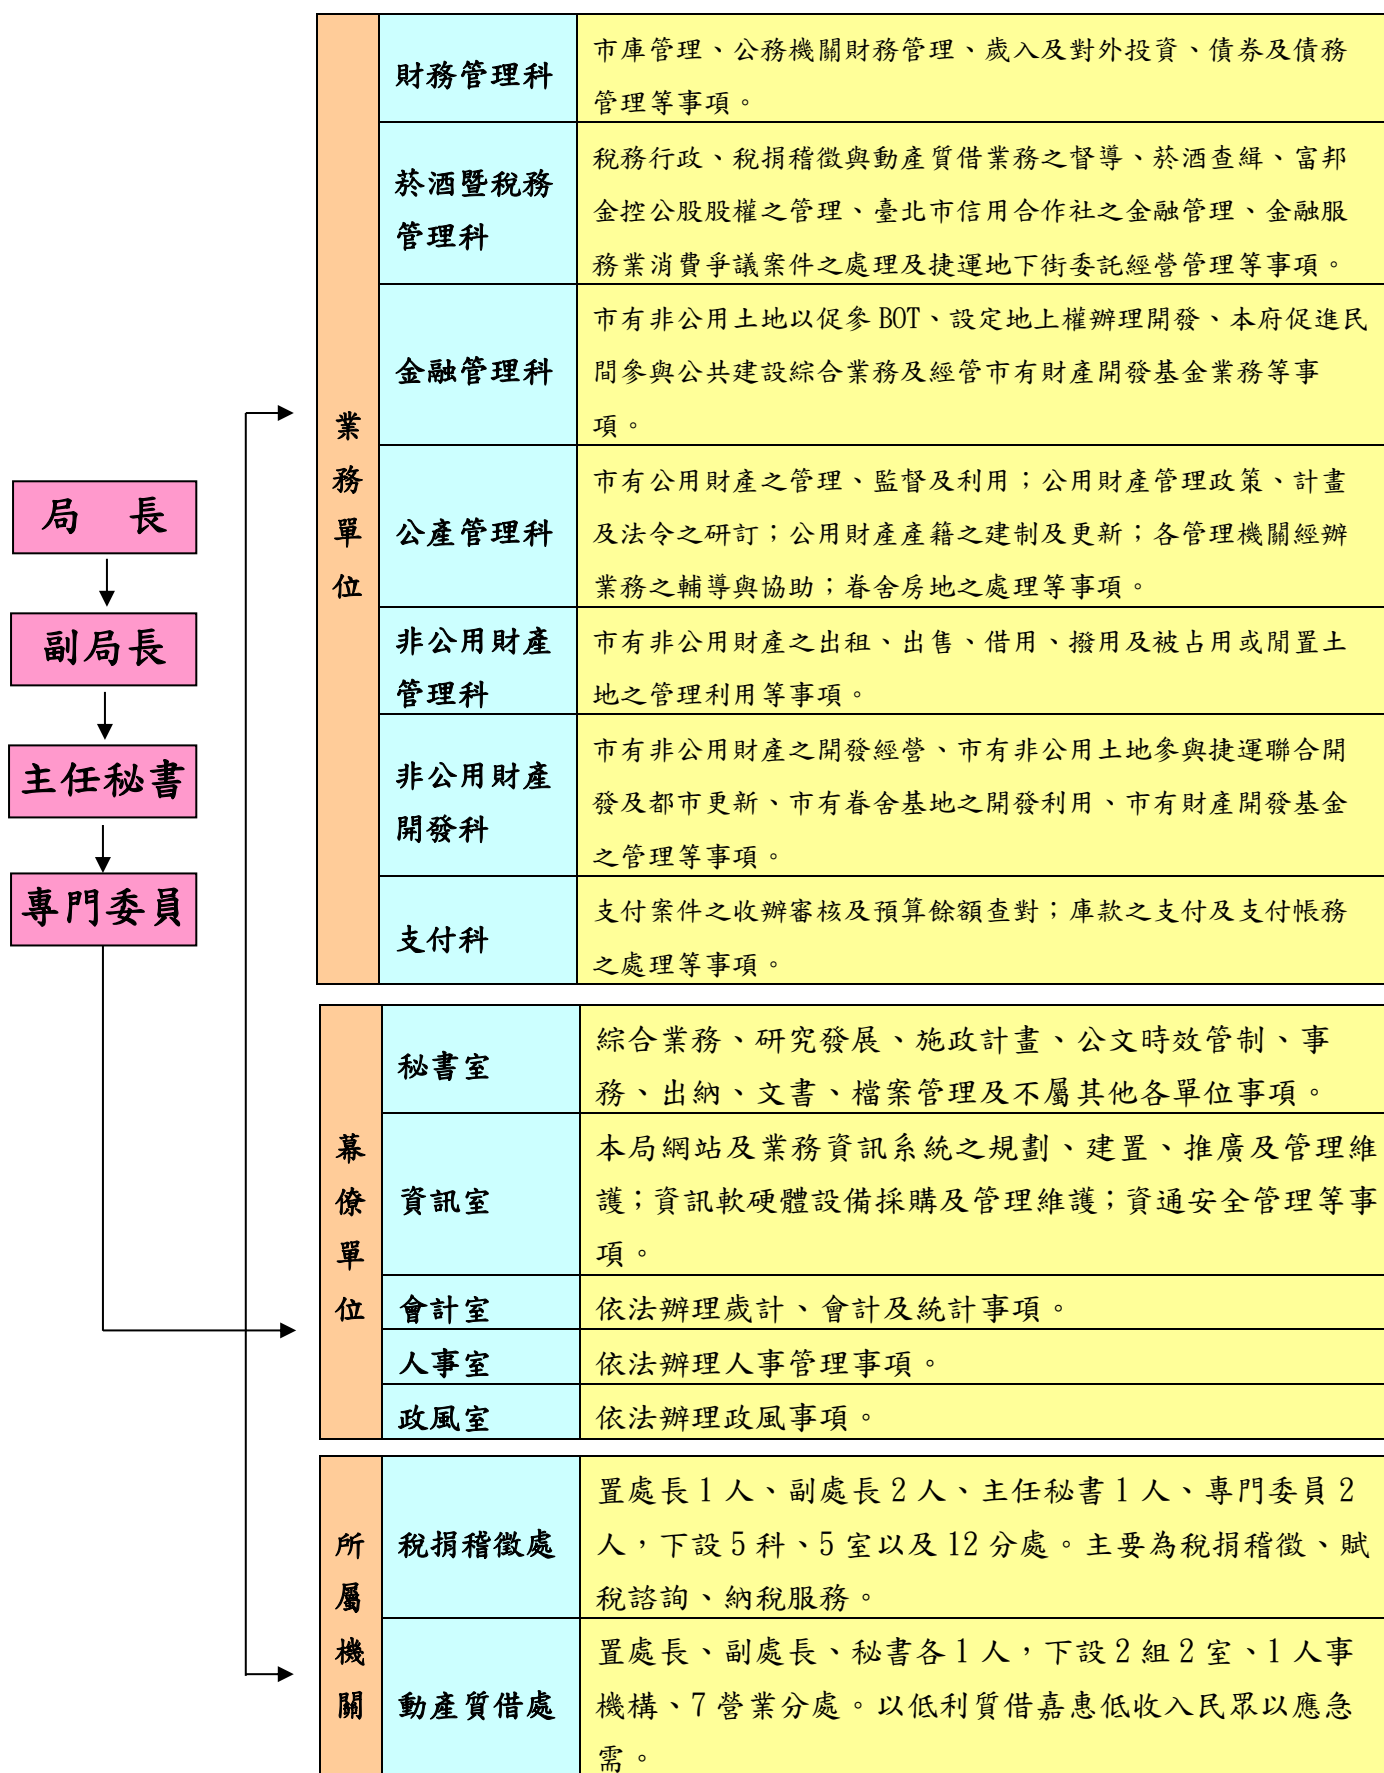 局　長
副局長
主任秘書
專門委員
業務單位
財務管理科
市庫管理、公務機關財務管理、歲入及對外投資、債券及債務
管理等事項。
菸酒暨稅務
管理科
稅務行政、稅捐稽徵與動產質借業務之督導、菸酒查緝、富邦
金控公股股權之管理、臺北市信用合作社之金融管理、金融服
務業消費爭議案件之處理及捷運地下街委託經營管理等事項。
金融管理科
市有非公用土地以促參 BOT、設定地上權辦理開發、本府促進民
間參與公共建設綜合業務及經管市有財產開發基金業務等事
項。
公產管理科
市有公用財產之管理、監督及利用；公用財產管理政策、計畫
及法令之研訂；公用財產產籍之建制及更新；各管理機關經辦
業務之輔導與協助；眷舍房地之處理等事項。
非公用財產
管理科
市有非公用財產之出租、出售、借用、撥用及被占用或閒置土
地之管理利用等事項。
非公用財產
開發科
市有非公用財產之開發經營、市有非公用土地參與捷運聯合開
發及都市更新、市有眷舍基地之開發利用、市有財產開發基金
之管理等事項。
支付科
支付案件之收辦審核及預算餘額查對；庫款之支付及支付帳務
之處理等事項。
幕僚單位
秘書室
綜合業務、研究發展、施政計畫、公文時效管制、事
務、出納、文書、檔案管理及不屬其他各單位事項。
資訊室
本局網站及業務資訊系統之規劃、建置、推廣及管理維
護；資訊軟硬體設備採購及管理維護；資通安全管理等事
項。
會計室
依法辦理歲計、會計及統計事項。
人事室
依法辦理人事管理事項。
政風室
依法辦理政風事項。
所屬機關
稅捐稽徵處
置處長 1 人、副處長 2 人、主任秘書 1 人、專門委員 2
人，下設 5 科、5 室以及 12 分處。主要為稅捐稽徵、賦
稅諮詢、納稅服務。
動產質借處
置處長、副處長、秘書各 1 人，下設 2 組 2 室、1 人事
機構、7 營業分處。以低利質借嘉惠低收入民眾以應急
需。